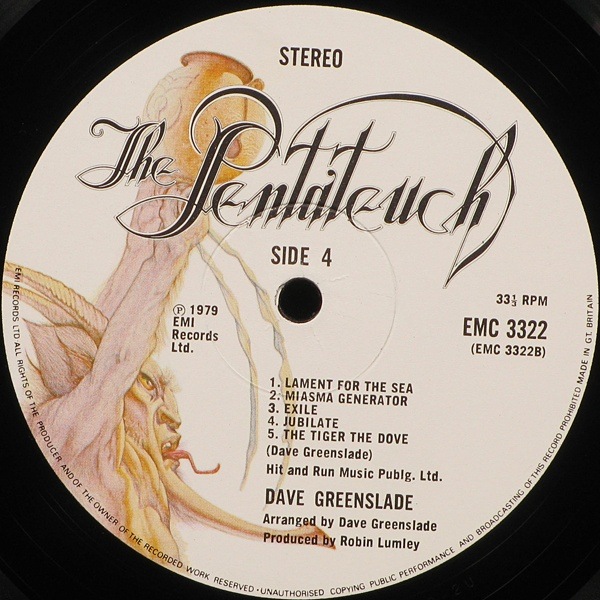 STEREO
The Pentateuch
SIDE 4
℗ 1979
EMI
Records
Ltd.
33⅓ RPM
EMC 3322
(EMC 3322B)
1. LAMENT FOR THE SEA
2. MIASMA GENERATOR
3. EXILE
4. JUBILATE
5. THE TIGER THE DOVE
(Dave Greenslade)
Hit and Run Music Publg. Ltd.
DAVE GREENSLADE
Arranged by Dave Greenslade
Produced by Robin Lumley
EMI RECORDS LTD ALL RIGHTS OF THE PRODUCER AND OF THE OWNER OF THE RECORDED WORK RESERVED · UNAUTHORISED COPYING PUBLIC PERFORMANCE AND BROADCASTING OF THIS RECORD PROHIBITED MADE IN GT. BRITAIN